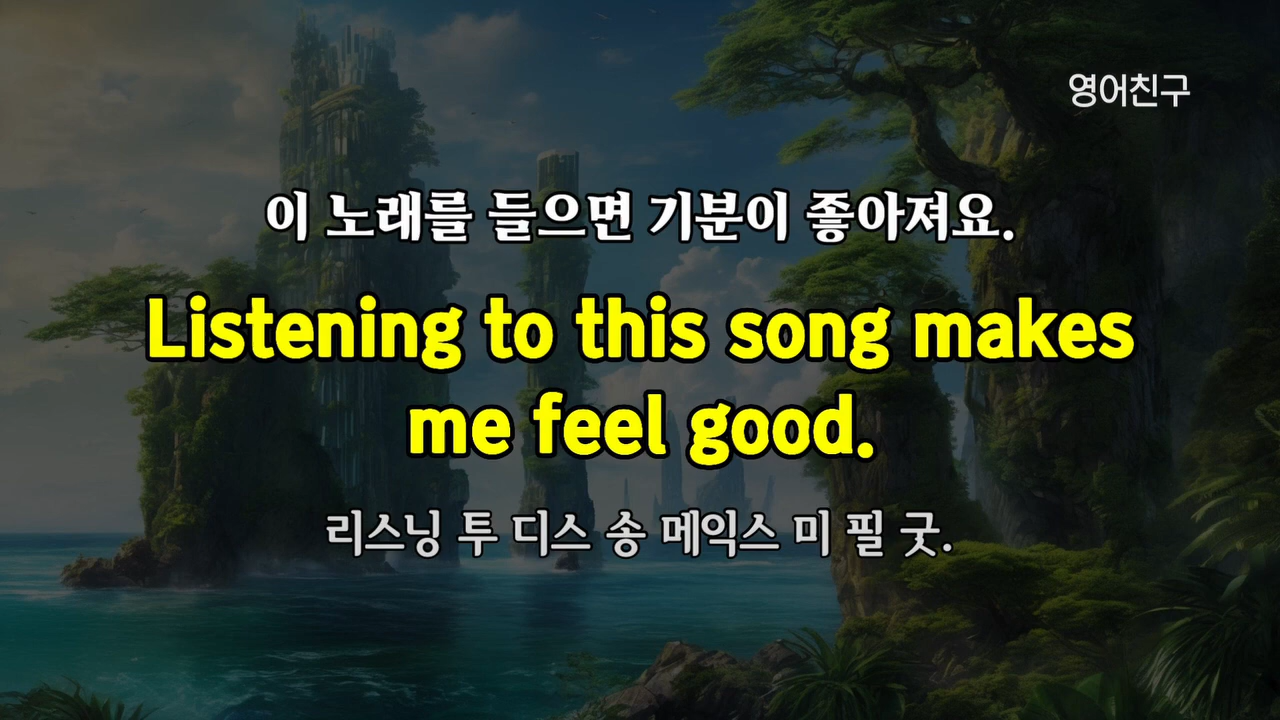 영어친구
이 노래를 들으면 기분이 좋아져요.
Listening to this song makes
me feel good.
리스닝 투 디스 송 메익스 미 필 굿.